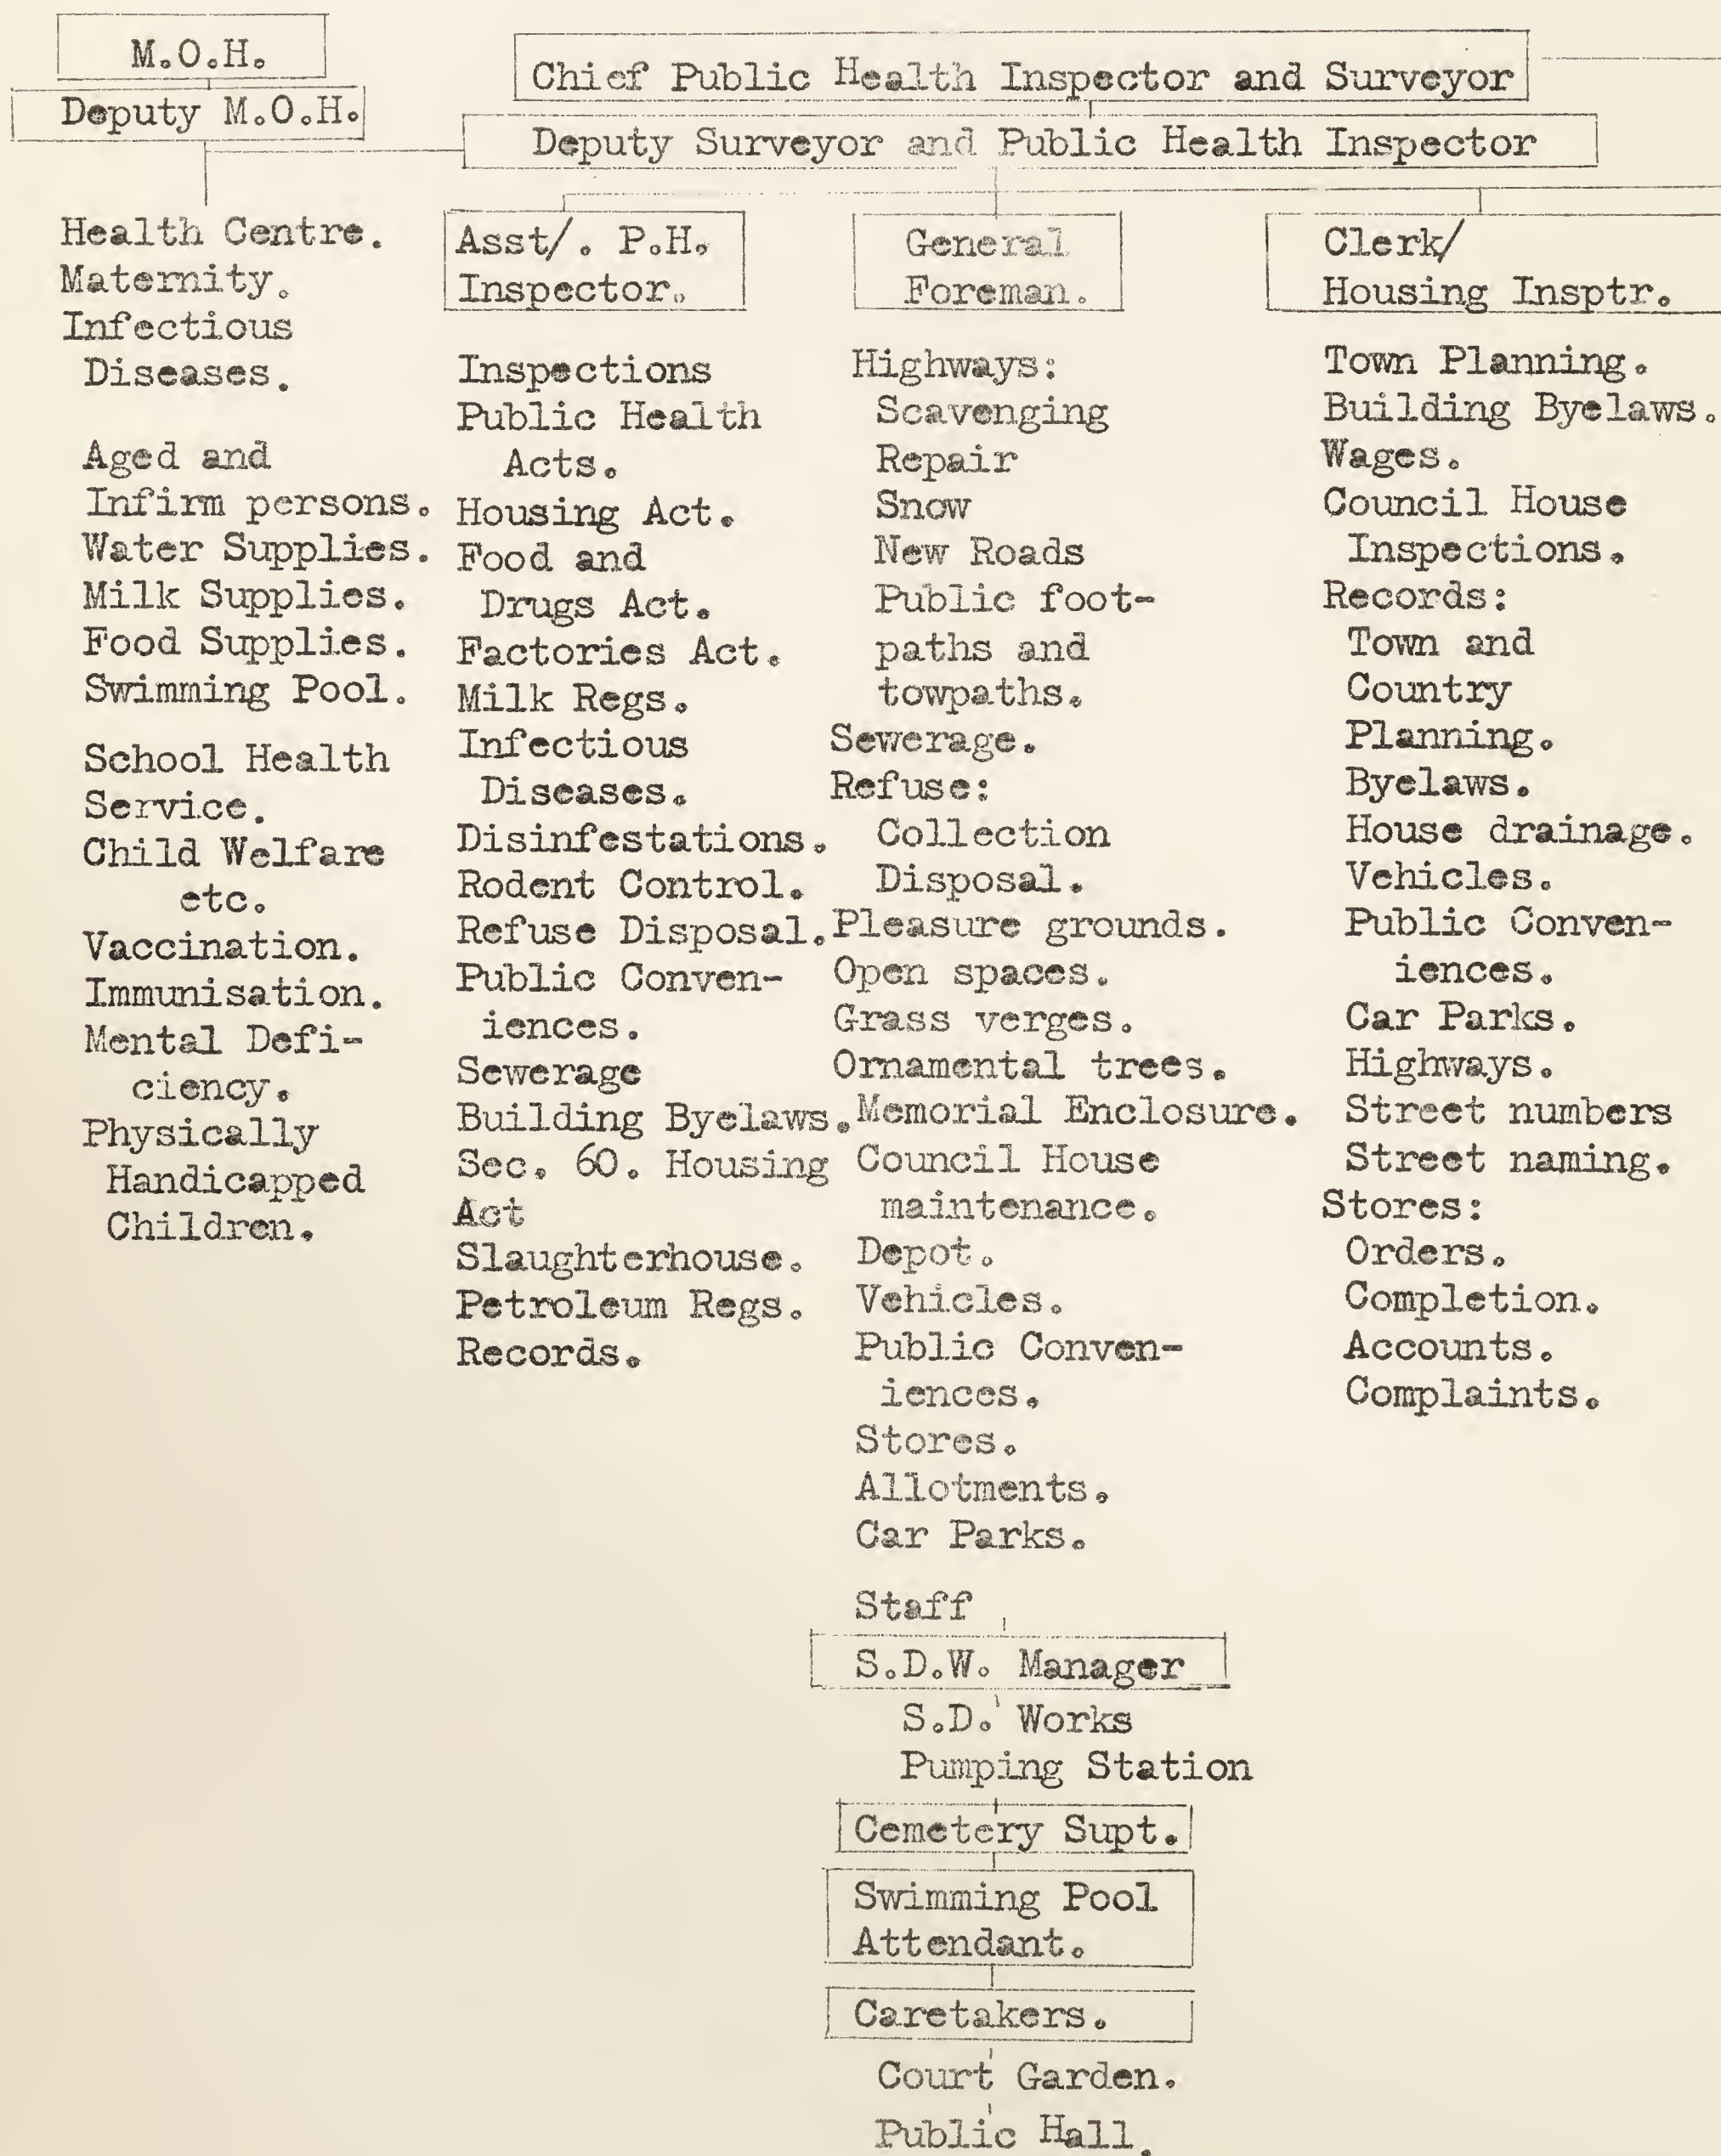 M.O.H.
Deputy M.O.H.
Chief Public Health Inspector and Surveyor
Deputy Surveyor and Public Health Inspector
Health Centre.
Maternity.
Infectious
Diseases.
Aged and
Infirm persons.
Water Supplies.
Milk Supplies.
Food Supplies.
Swimming Pool.
School Health
Service.
Child Welfare
etc.
Vaccination.
Immunisation.
Mental Defi-
ciency.
Physically
Handicapped
Children.
Asst/. P.H.
Inspector.
Inspections
Public Health
Acts.
Housing Act.
Food and
Drugs Act.
Factories Act.
Milk Regs.
Infectious
Diseases.
Disinfestations.
Rodent Control.
Refuse Disposal.
Public Conven-
iences.
Sewerage
Building Byelaws.
Sec. 60. Housing
Act
Slaughterhouse.
Petroleum Regs.
Records.
General
Foreman.
Highways:
Scavenging
Repair
Snow
New Roads
Public foot-
paths and
towpaths.
Sewerage.
Refuse:
Collection
Disposal.
Pleasure grounds.
Open spaces.
Grass verges.
Ornamental trees.
Memorial Enclosure.
Council House
maintenance.
Depot.
Vehicles.
Public Conven-
iences.
Stores.
Allotments.
Car Parks.
Staff
S.D.W. Manager
S.D. Works
Pumping Station
Cemetery Supt.
Swimming Pool
Attendant.
Caretakers.
Court Garden.
Public Hall.
Clerk/
Housing Insptr.
Town Planning.
Building Byelaws.
Wages.
Council House
Inspections.
Records:
Town and
Country
Planning.
Byelaws.
House drainage.
Vehicles.
Public Conven-
iences.
Car Parks.
Highways.
Street numbers
Street naming.
Stores:
Orders.
Completion.
Accounts.
Complaints.